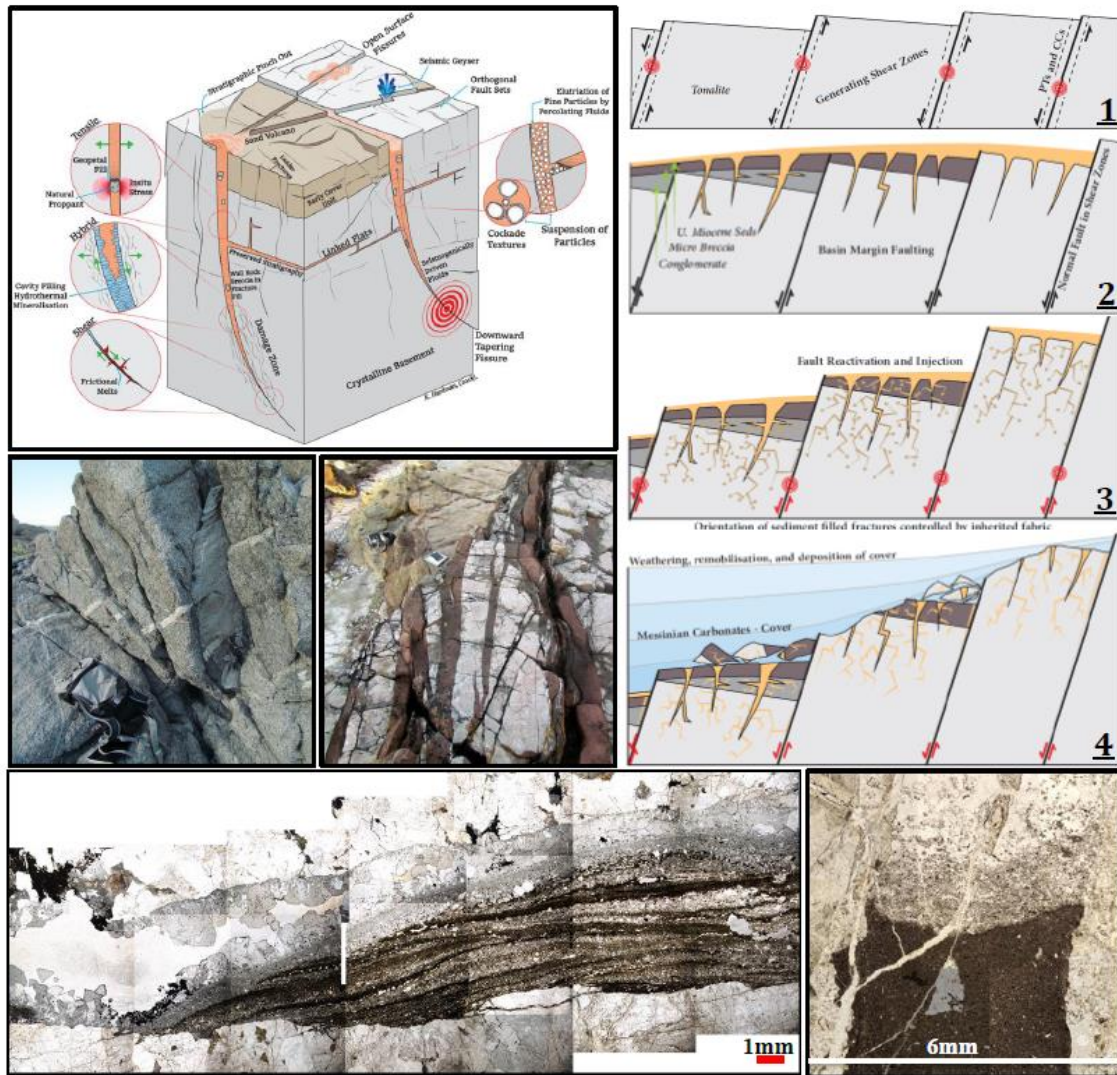 Open Surface
Fissures
Seismic Geyser
Stratigraphic Pinch Out
Orthogonal
Fault Sets
Elutriation of
Fine Particles by
Percolating Fluids
Tensile
Sand Volcano
Geopetal
Fill
Insitu
Stress
Natural
Proppant
Early Cover
Unit
Cockade
Textures
Suspension of
Particles
Hybrid
Linked Flats
Preserved Stratigraphy
Seismogenically
Driven
Fluids
Wall Rock
Breccia in
Fracture
Fill
Cavity Filling
Hydrothermal
Mineralisation
Shear
Damage Zone
Downward
Tapering
Fissure
Frictional
Melts
Crystalline Basement
Tonalite
Generating Shear Zones
PTs and CCs
1
U. Miocene Seds
Micro Breccia
Conglomerate
Basin Margin Faulting
Normal Fault in Shear Zones
2
Fault Reactivation and Injection
3
Orientation of sediment filled fractures controlled by inherited fabric
Weathering, remobilisation, and deposition of cover
Messinian Carbonates - Cover
4
1mm
6mm